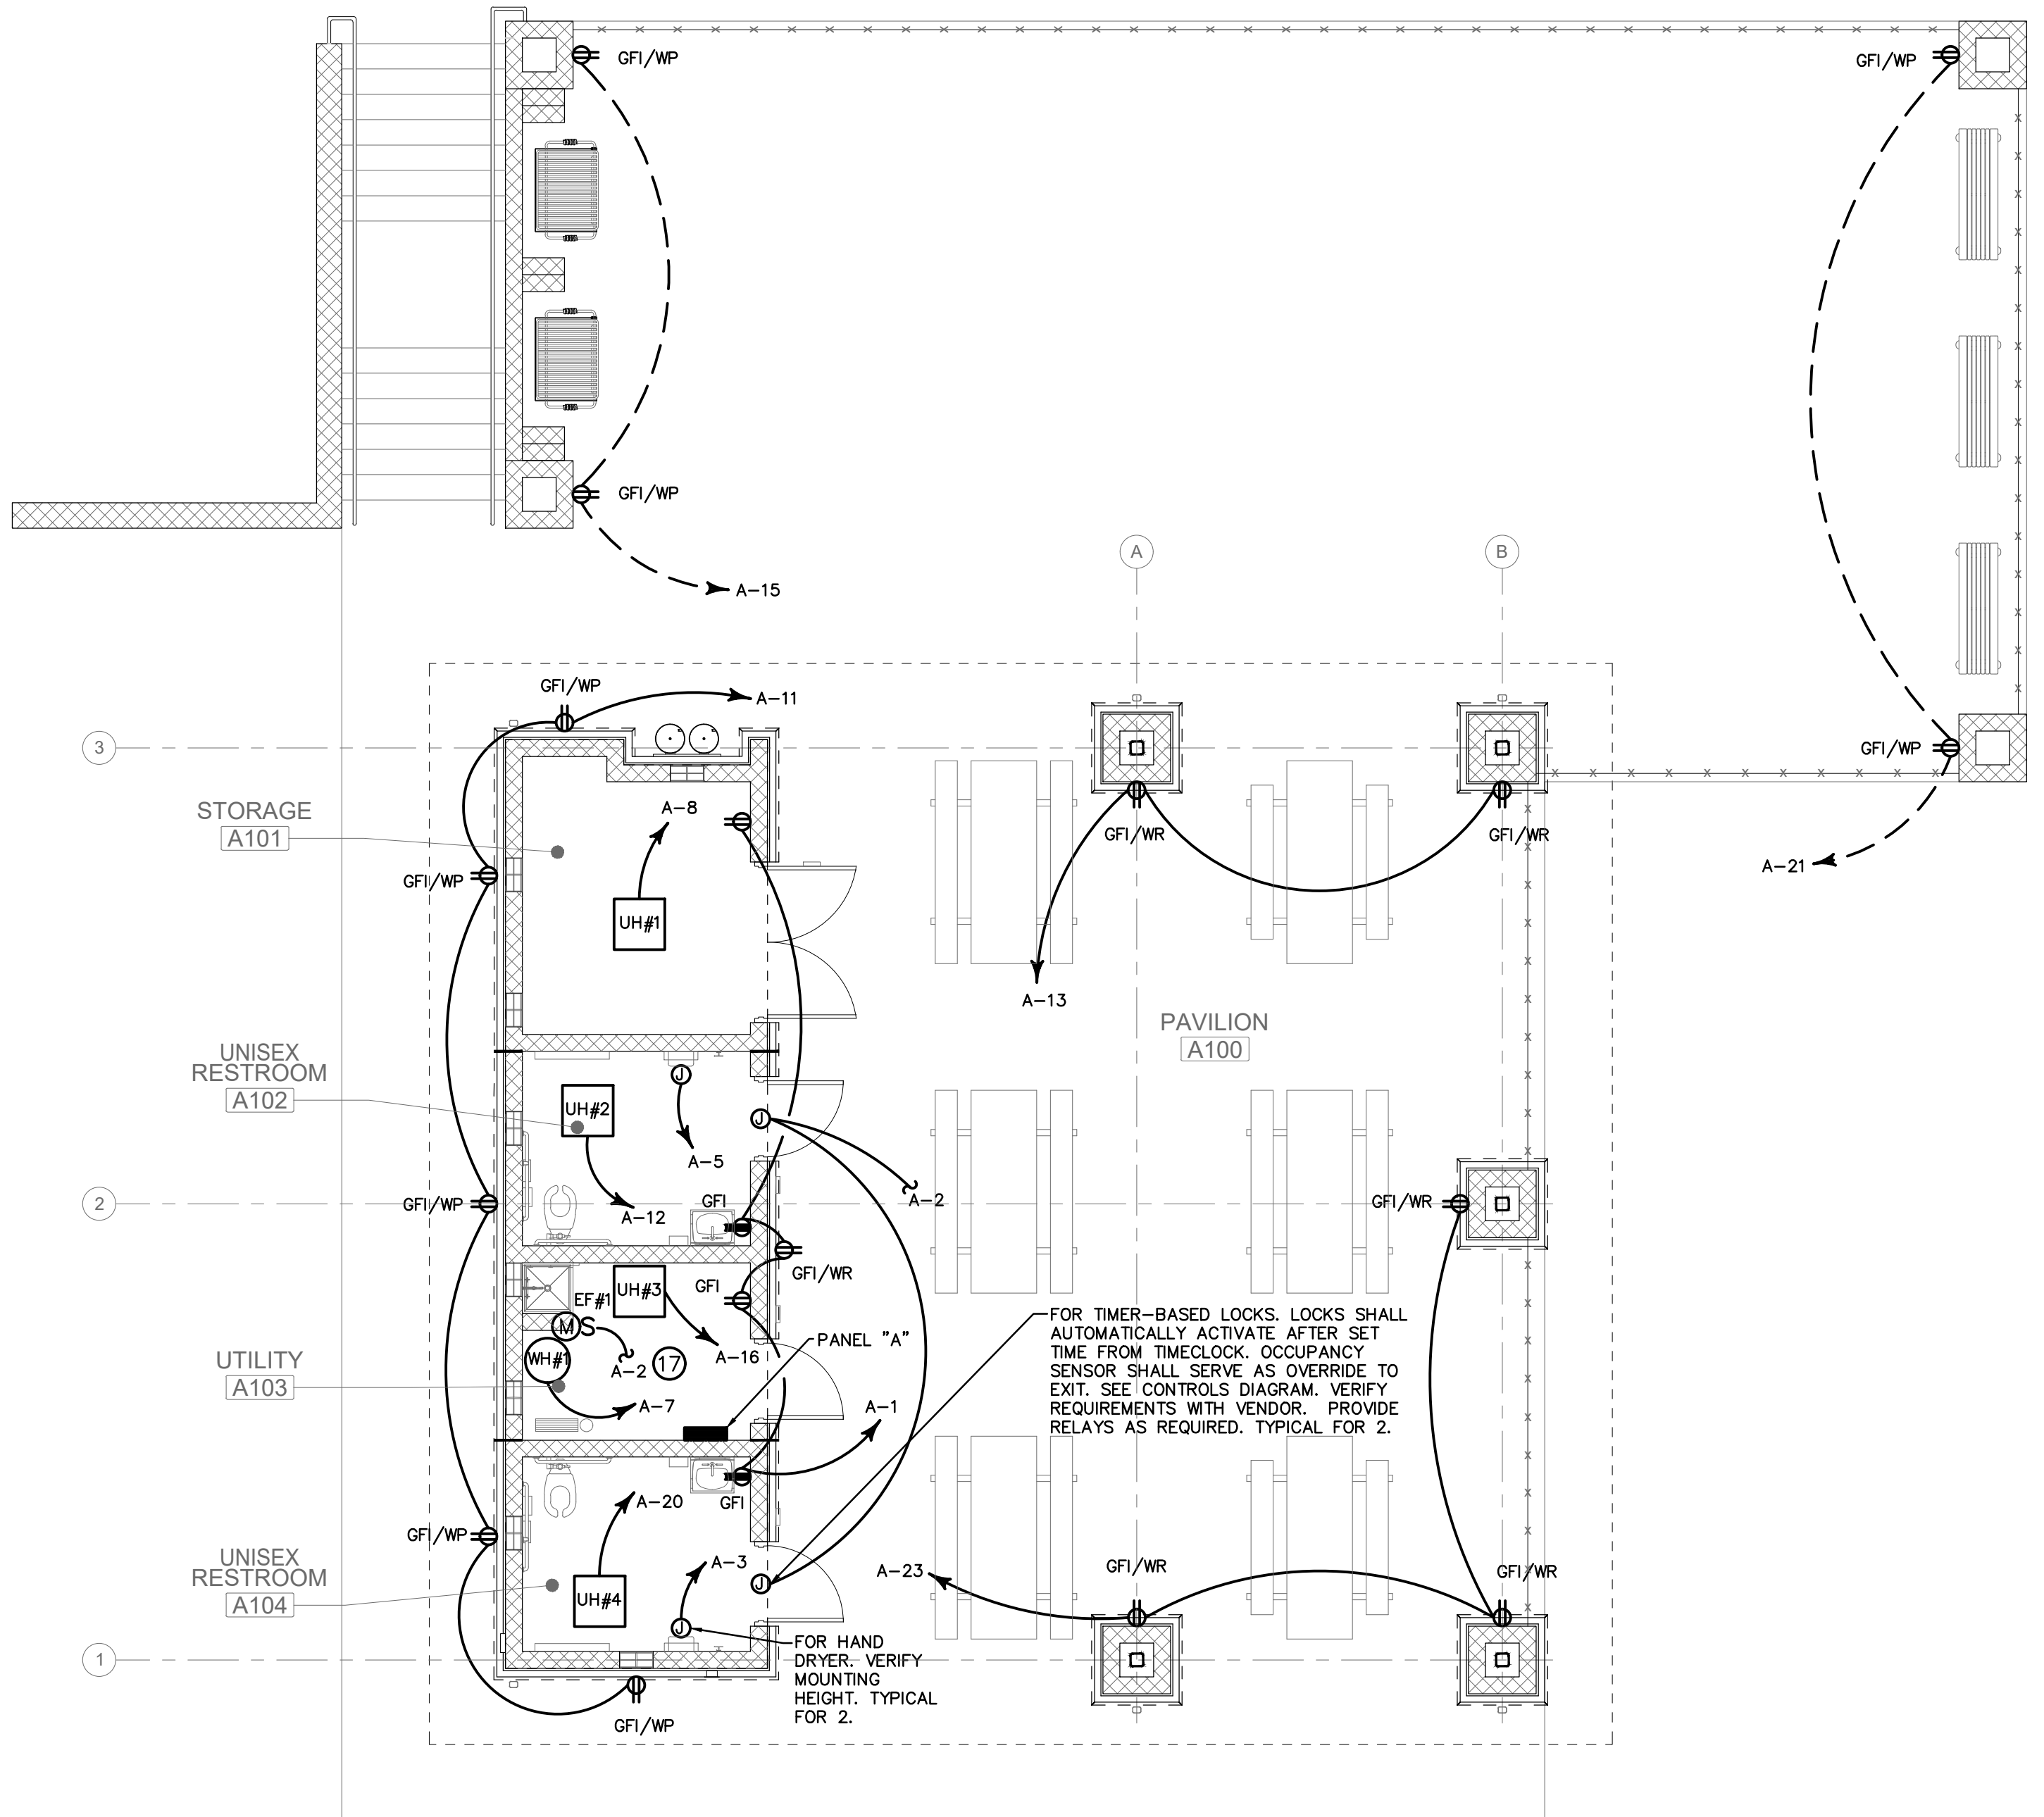 GFI/WP
GFI/WP
GFI/WP
A-15
A
B
GFI/WP
A-11
3
GFI/WP
STORAGE
A101
A-8
GFI/WR
GFI/WR
A-21
GFI/WP
UH#1
A-13
PAVILION
A100
UNISEX
RESTROOM
A102
UH#2
J
J
A-5
GFI
A-2
2
GFI/WP
A-12
GFI/WR
GFI/WR
UH#3
GFI
EF#1
M S
PANEL "A"
WH#1
A-2
17
A-16
UTILITY
A103
A-7
A-1
FOR TIMER-BASED LOCKS. LOCKS SHALL
AUTOMATICALLY ACTIVATE AFTER SET
TIME FROM TIMECLOCK. OCCUPANCY
SENSOR SHALL SERVE AS OVERRIDE TO
EXIT. SEE CONTROLS DIAGRAM. VERIFY
REQUIREMENTS WITH VENDOR. PROVIDE
RELAYS AS REQUIRED. TYPICAL FOR 2.
A-20
GFI
GFI/WP
UNISEX
RESTROOM
A104
A-3
J
A-23
GFI/WR
GFI/WR
UH#4
J
1
FOR HAND
DRYER. VERIFY
MOUNTING
HEIGHT. TYPICAL
FOR 2.
GFI/WP
GFI/WP